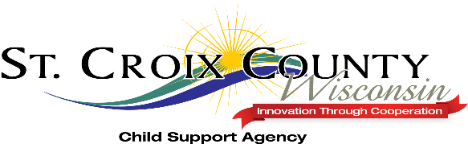 ST. CROIX COUNTY
Wisconsin
Innovation Through Cooperation
Child Support Agency